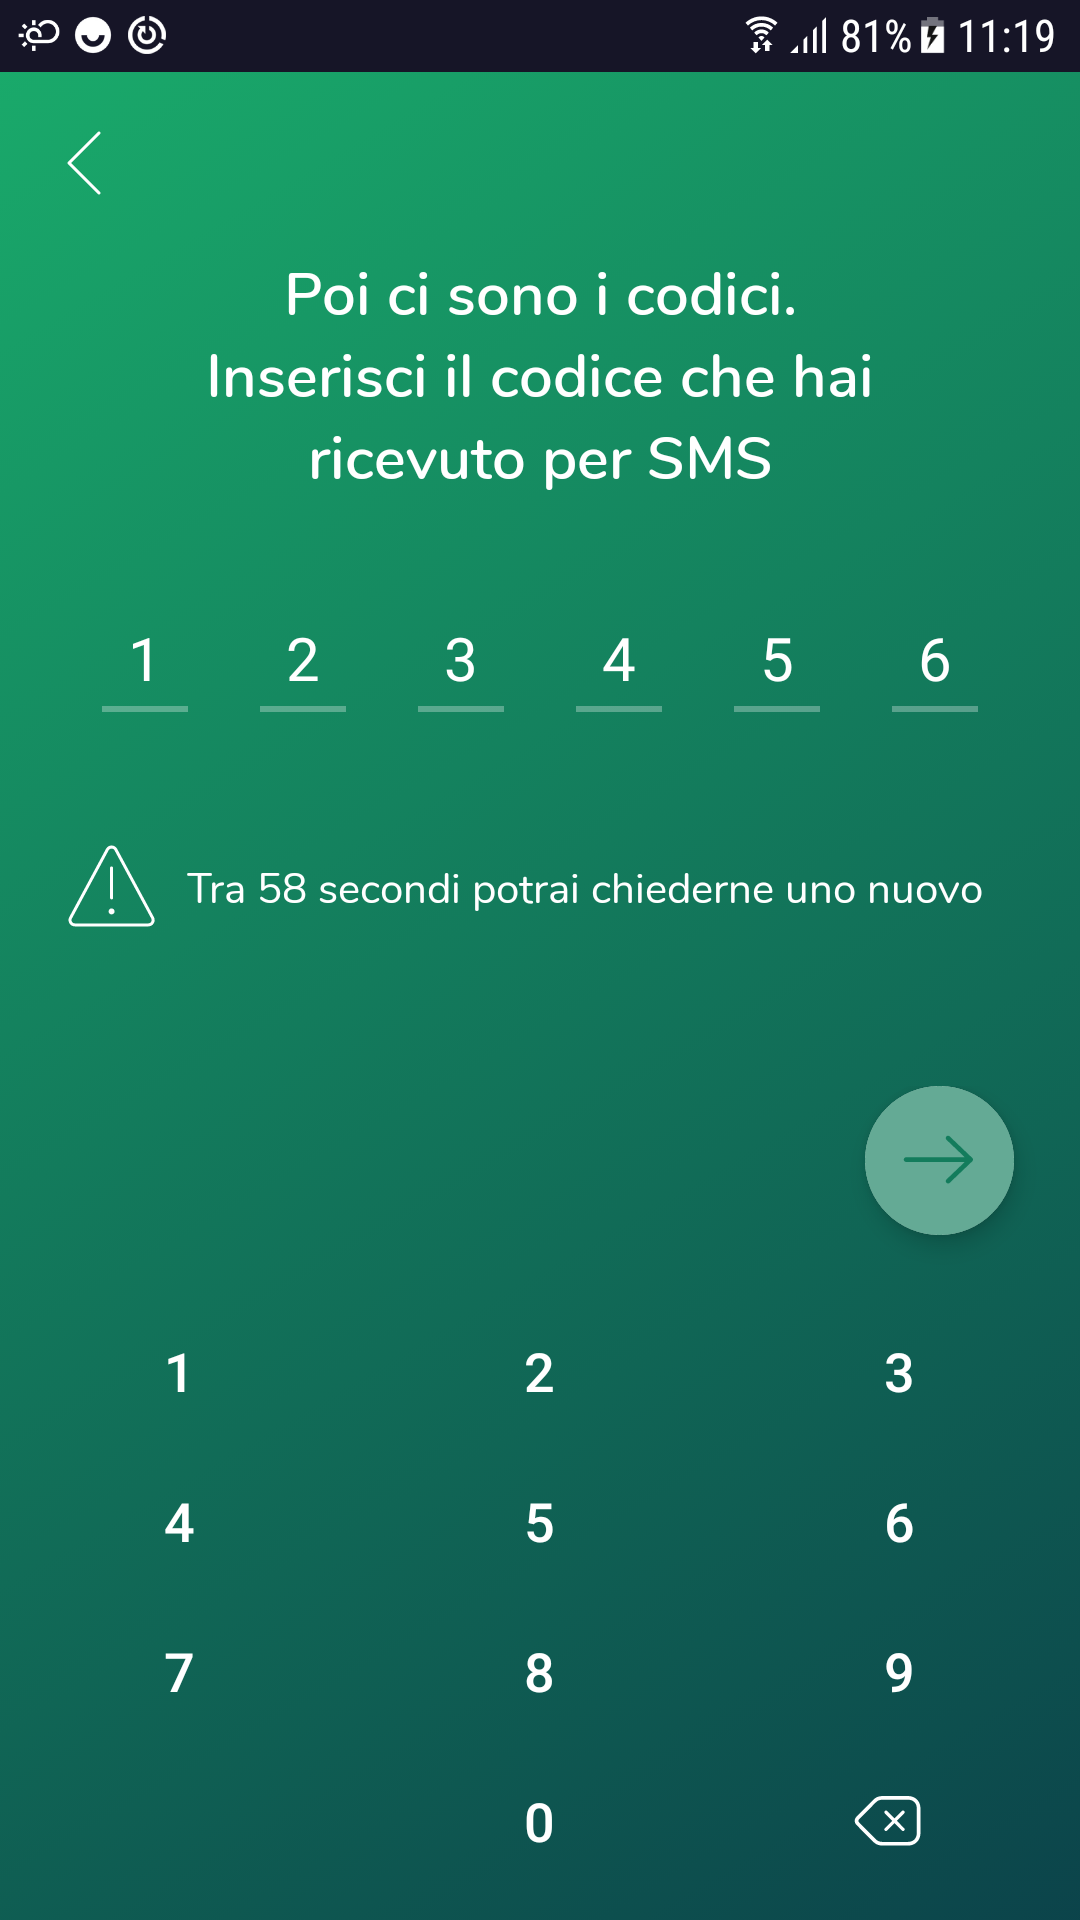 81% 11:19
Poi ci sono i codici.
Inserisci il codice che hai
ricevuto per SMS
1 2 3 4 5 6
Tra 58 secondi potrai chiederne uno nuovo
1 2 3
4 5 6
7 8 9
0